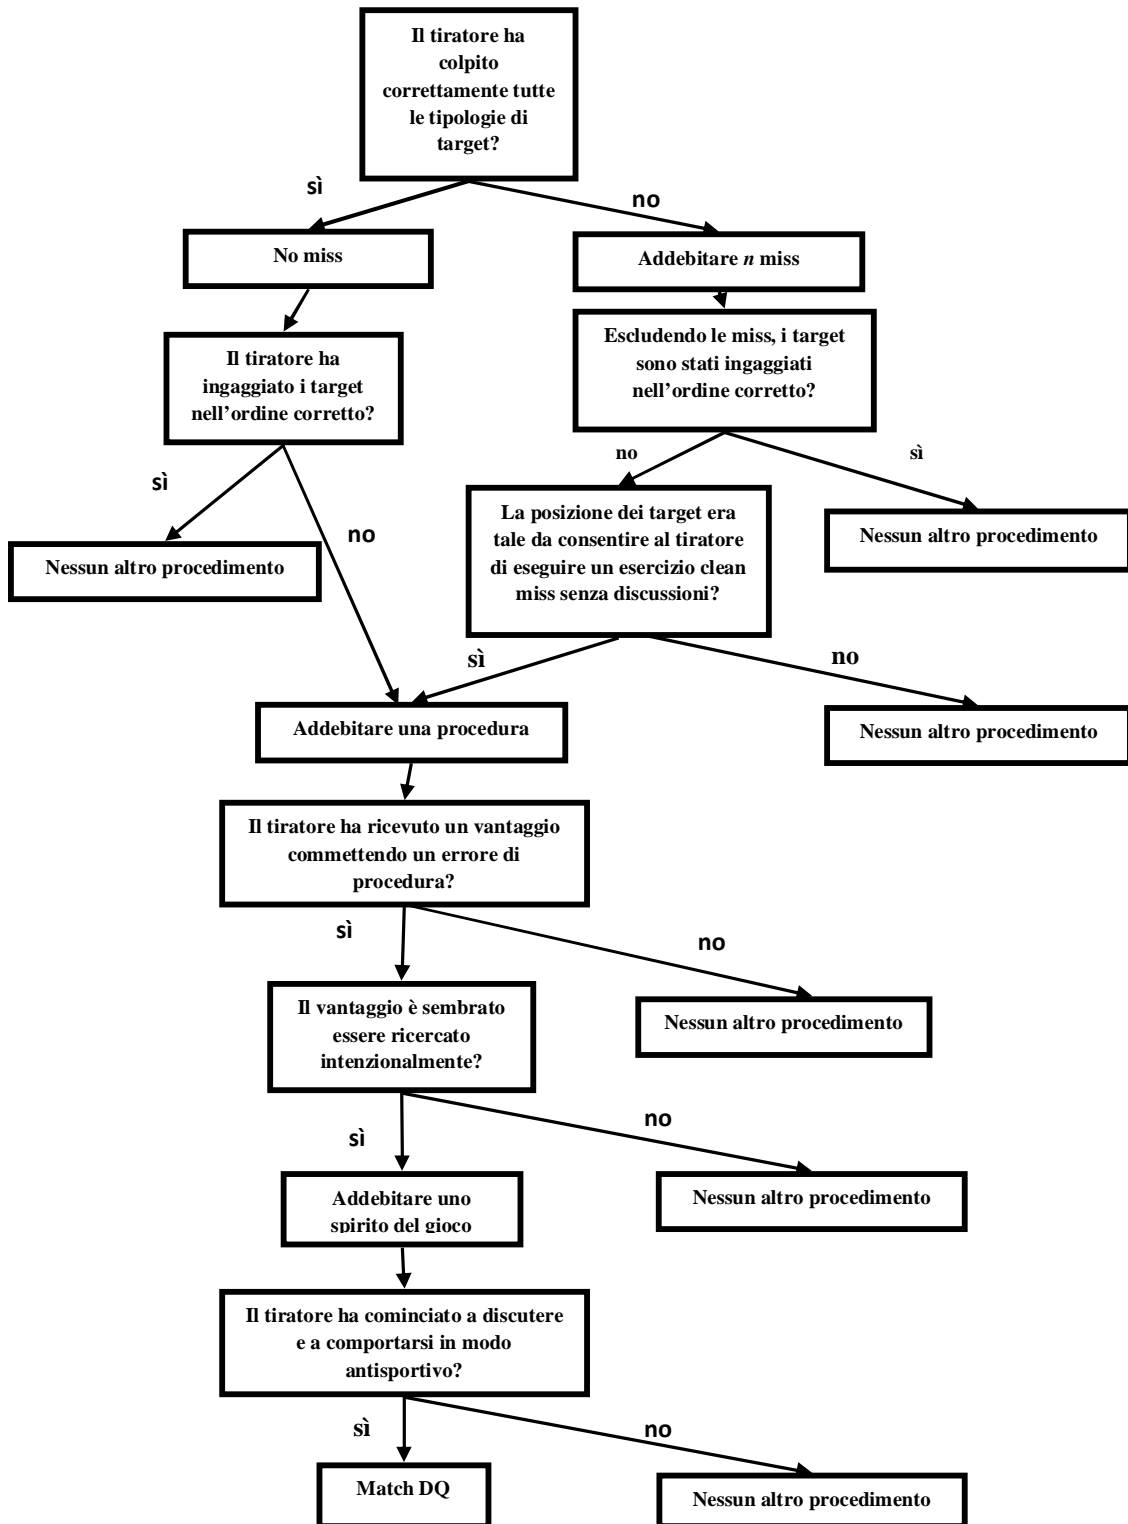 Il tiratore ha
colpito
correttamente tutte
le tipologie di
target?
sì
no
No miss
Addebitare n miss
Il tiratore ha
ingaggiato i target
nell’ordine corretto?
Escludendo le miss, i target
sono stati ingaggiati
nell’ordine corretto?
sì
no
no
sì
Nessun altro procedimento
La posizione dei target era
tale da consentire al tiratore
di eseguire un esercizio clean
miss senza discussioni?
Nessun altro procedimento
sì
no
Addebitare una procedura
Nessun altro procedimento
Il tiratore ha ricevuto un vantaggio
commettendo un errore di
procedura?
sì
no
Il vantaggio è sembrato
essere ricercato
intenzionalmente?
Nessun altro procedimento
sì
no
Addebitare uno
spirito del gioco
Nessun altro procedimento
Il tiratore ha cominciato a discutere
e a comportarsi in modo
antisportivo?
sì
no
Match DQ
Nessun altro procedimento